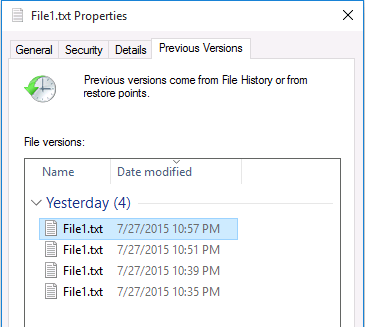 File1.txt Properties
General Security Details Previous Versions
Previous versions come from File History or from
restore points.
File versions:
Name Date modified
Yesterday (4)
File1.txt 7/27/2015 10:57 PM
File1.txt 7/27/2015 10:51 PM
File1.txt 7/27/2015 10:39 PM
File1.txt 7/27/2015 10:35 PM